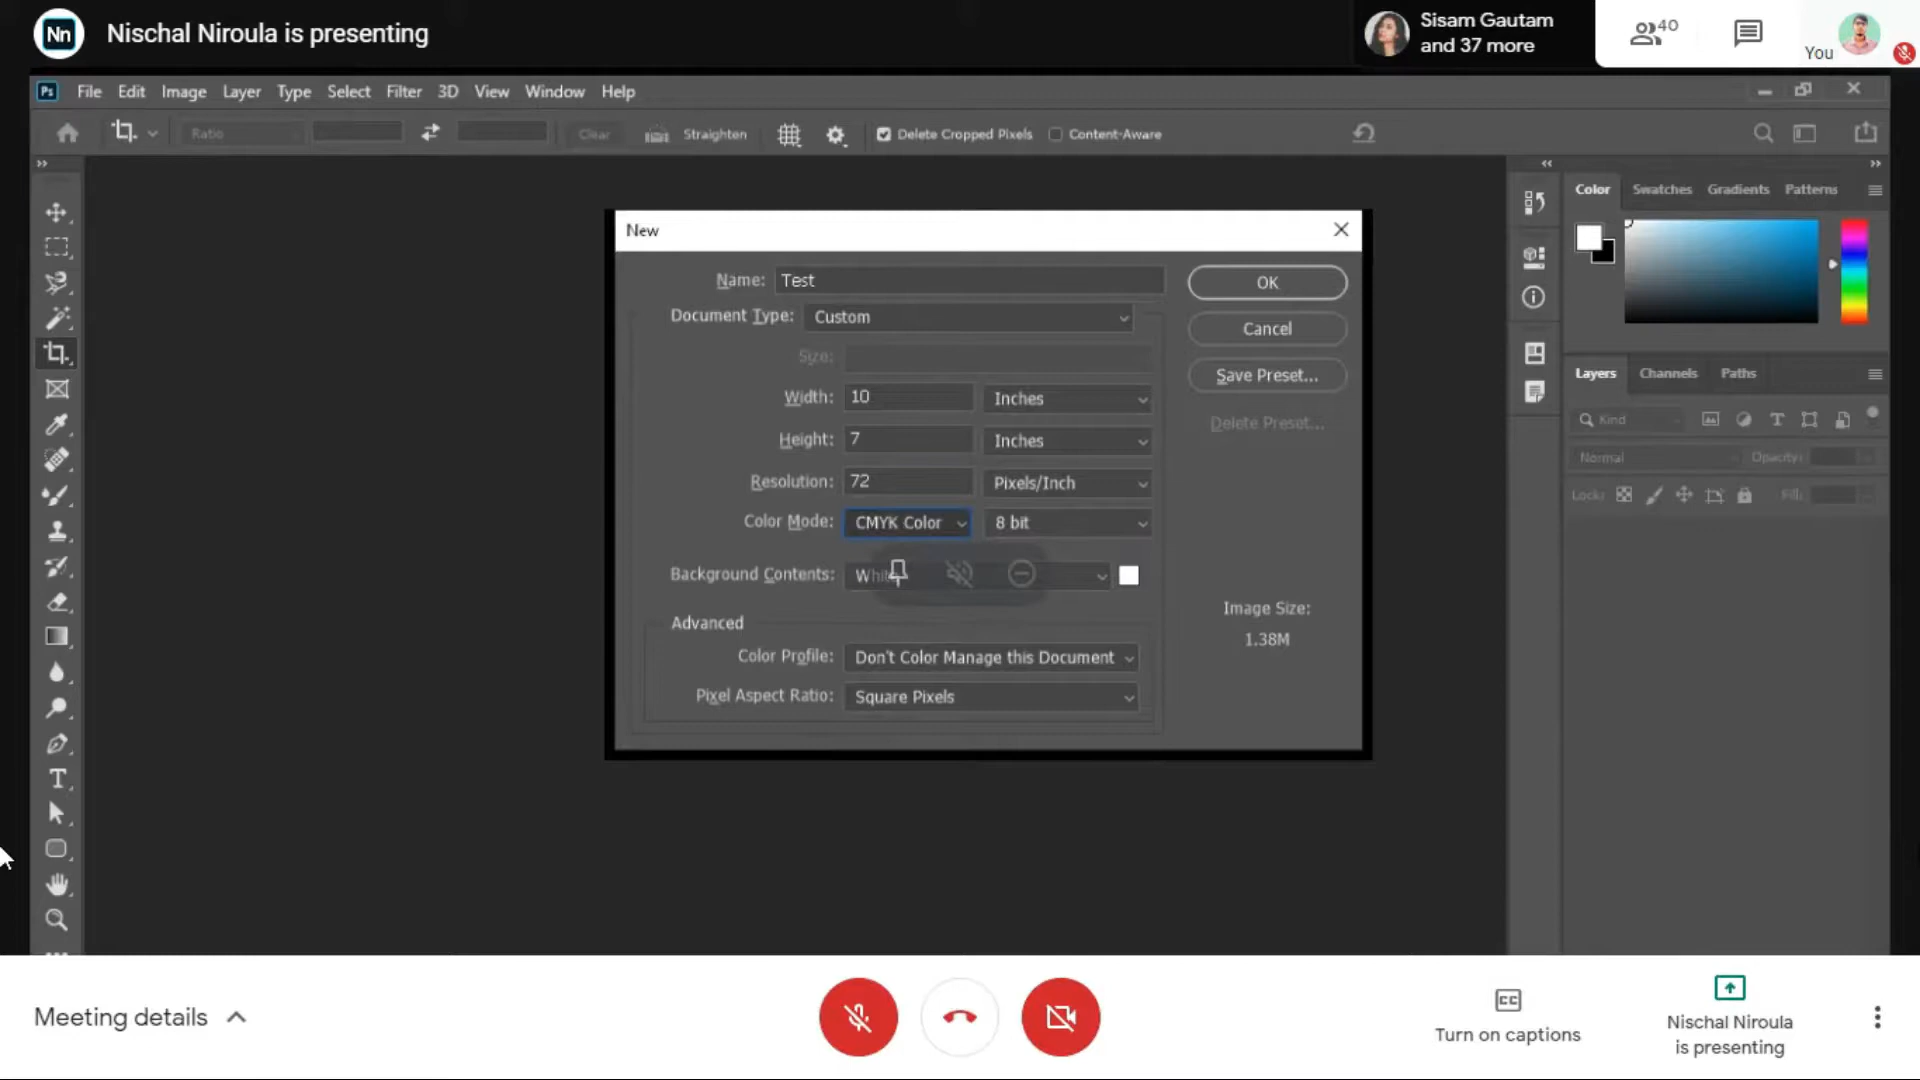 Nn Nischal Niroula is presenting
Sisam Gautam
and 37 more
40
You
Ps File Edit Image Layer Type Select Filter 3D View Window Help
Ratio
Clear
Straighten
Delete Cropped Pixels
Content-Aware
Color Swatches Gradients Patterns
Layers Channels Paths
Kind
Normal
Opacity:
Lock:
Fill:
New
Name: Test
Document Type: Custom
Size:
Width: 10 Inches
Height: 7 Inches
Resolution: 72 Pixels/Inch
Color Mode: CMYK Color 8 bit
Background Contents: White
Advanced
Color Profile: Don't Color Manage this Document
Pixel Aspect Ratio: Square Pixels
OK
Cancel
Save Preset...
Delete Preset...
Image Size:
1.38M
Meeting details
CC
Turn on captions
Nischal Niroula
is presenting